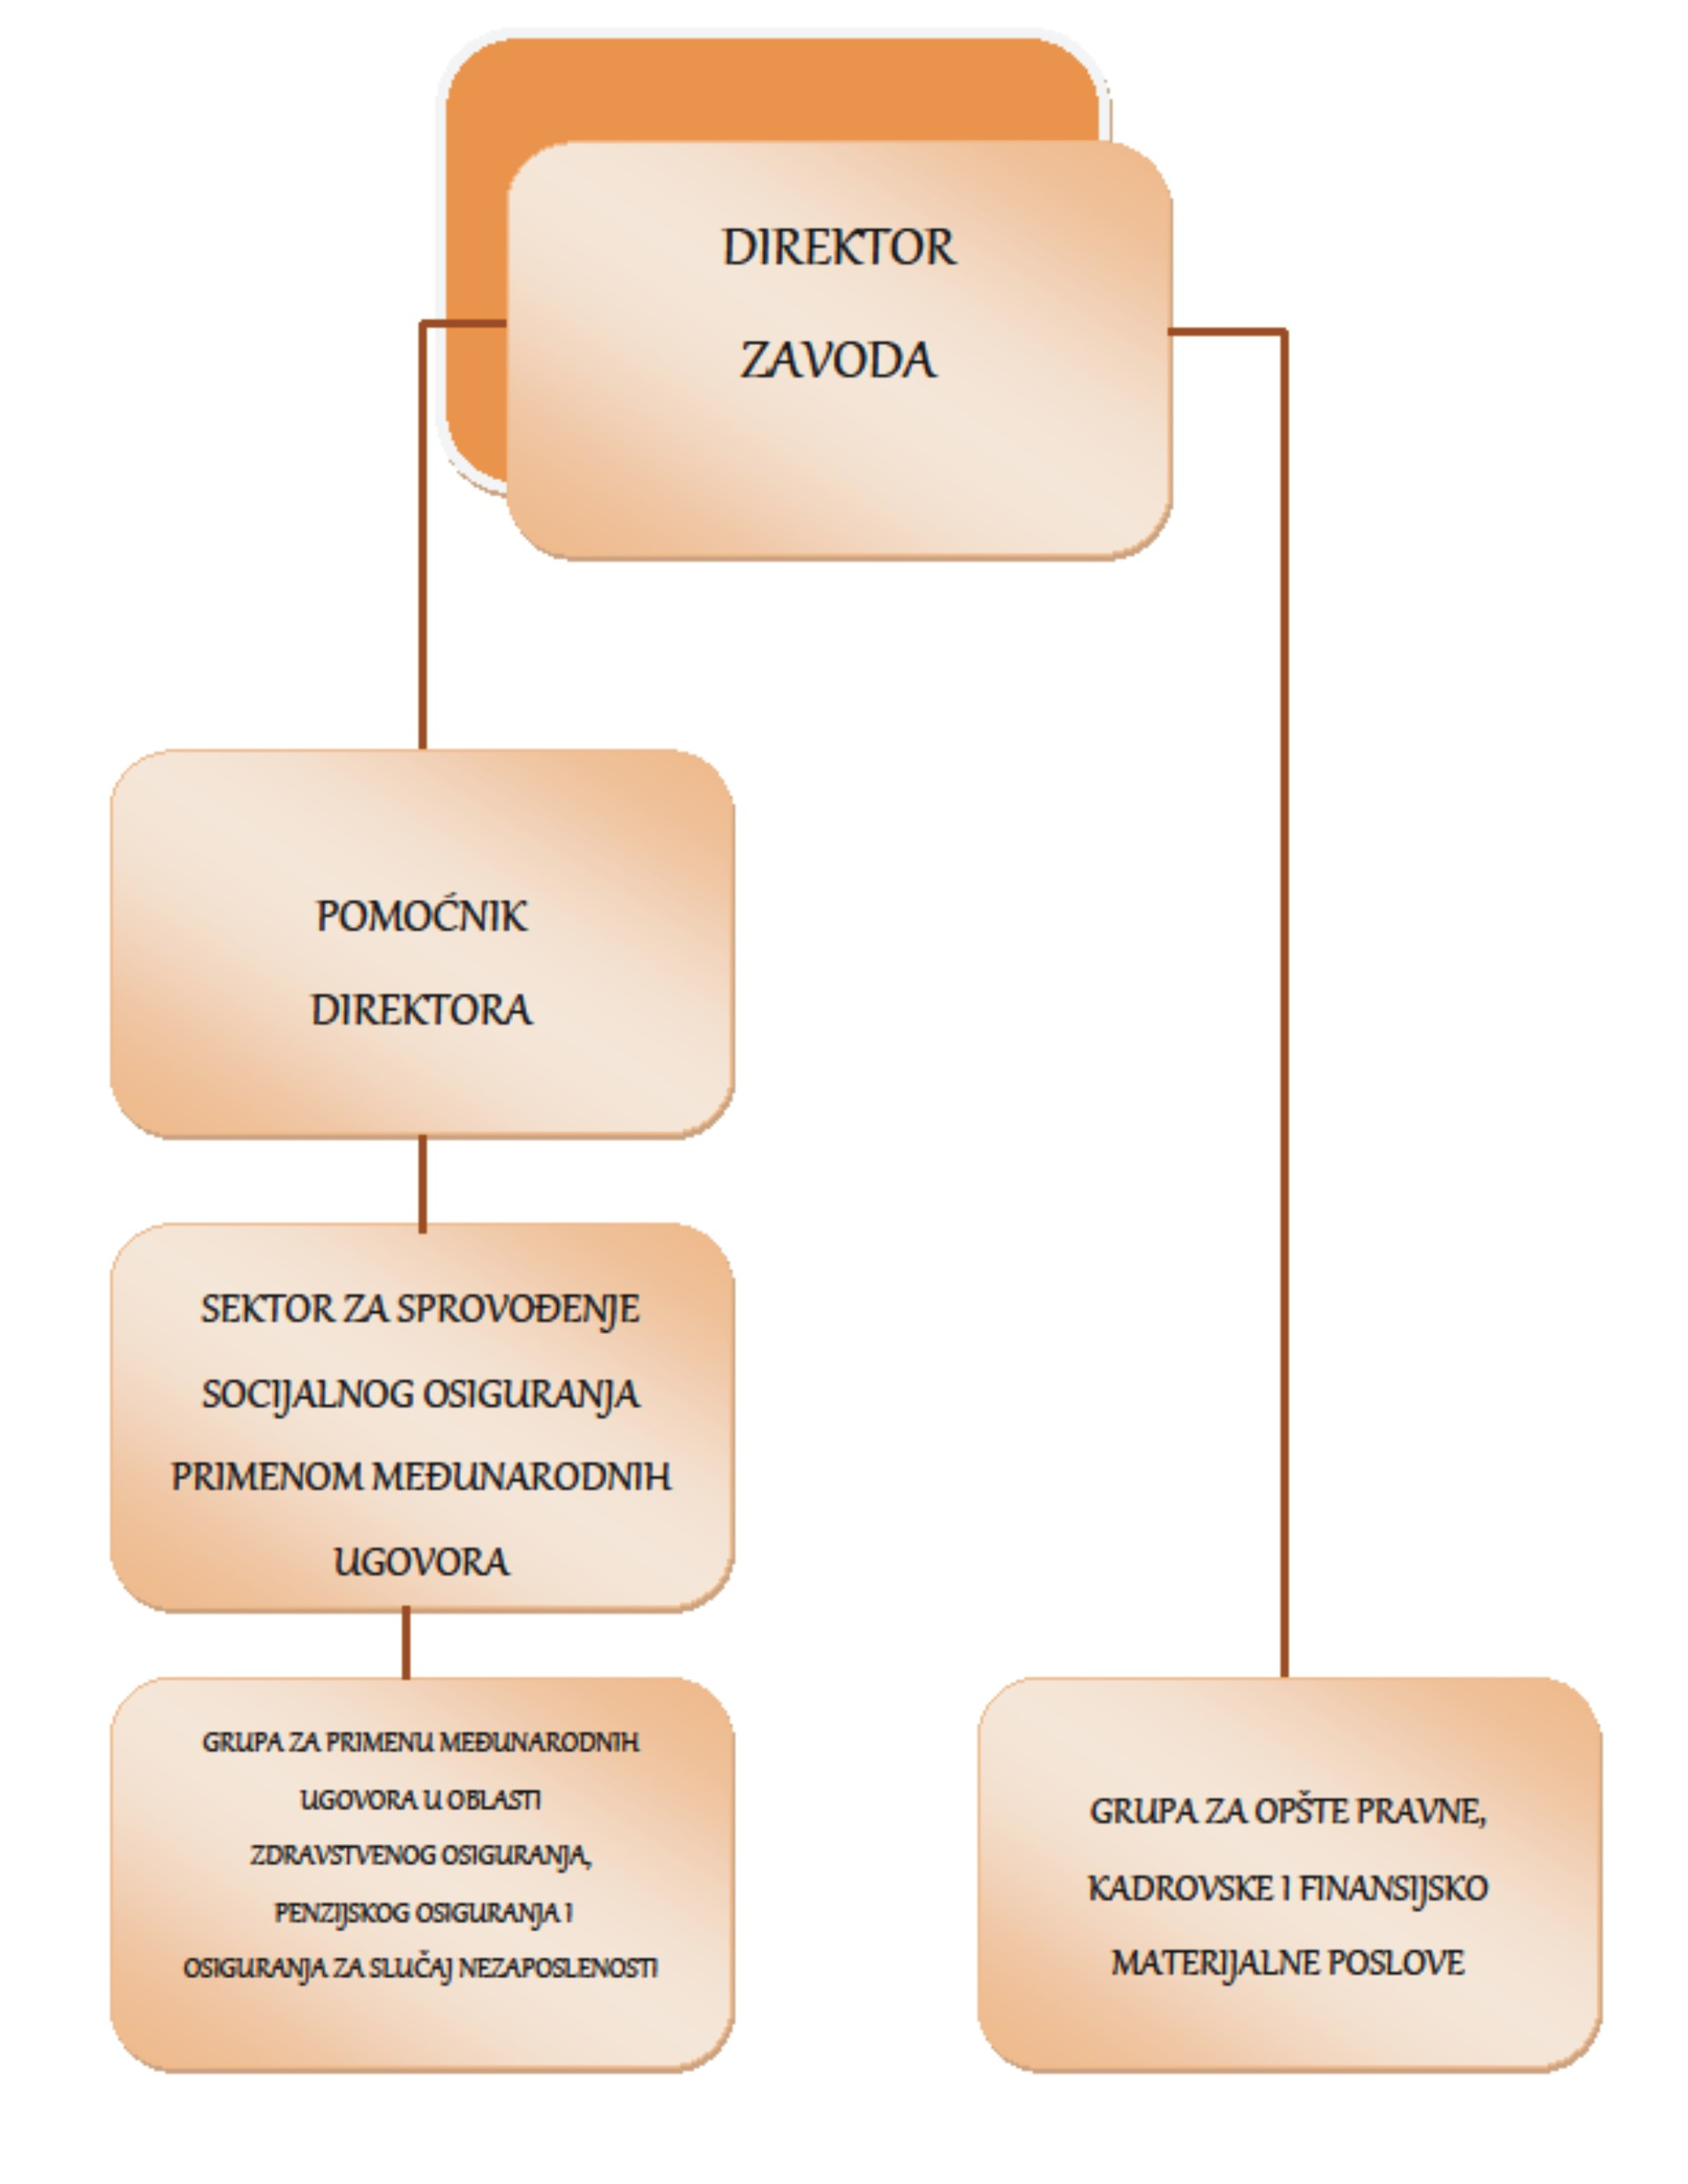 DIREKTOR
ZAVODA
POMOĆNIK
DIREKTORA
SEKTOR ZA SPROVOĐENJE
SOCIJALNOG OSIGURANJA
PRIMENOM MEĐUNARODNIH
UGOVORA
GRUPA ZA PRIMENU MEĐUNARODNIH
UGOVORA U OBLASTI
ZDRAVSTVENOG OSIGURANJA,
PENZIJSKOG OSIGURANJA I
OSIGURANJA ZA SLUČAJ NEZAPOSLENOSTI
GRUPA ZA OPŠTE PRAVNE,
KADROVSKE I FINANSIJSKO
MATERIJALNE POSLOVE